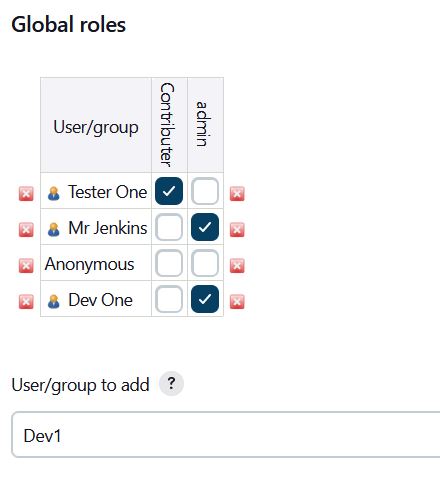 Global roles
User/group Contributer admin
Tester One
Mr Jenkins
Anonymous
Dev One
User/group to add ?
Dev1